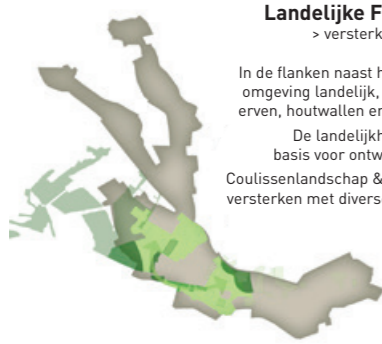 Landelijke F
> versterk
In de flanken naast h
omgeving landelijk,
erven, houtwallen en
De landelijkh
basis voor ontw
Coulissenlandschap &
versterken met divers